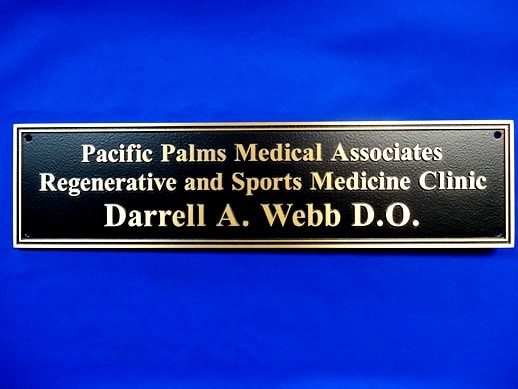 Pacific Palms Medical Associates
Regenerative and Sports Medicine Clinic
Darrell A. Webb D.O.